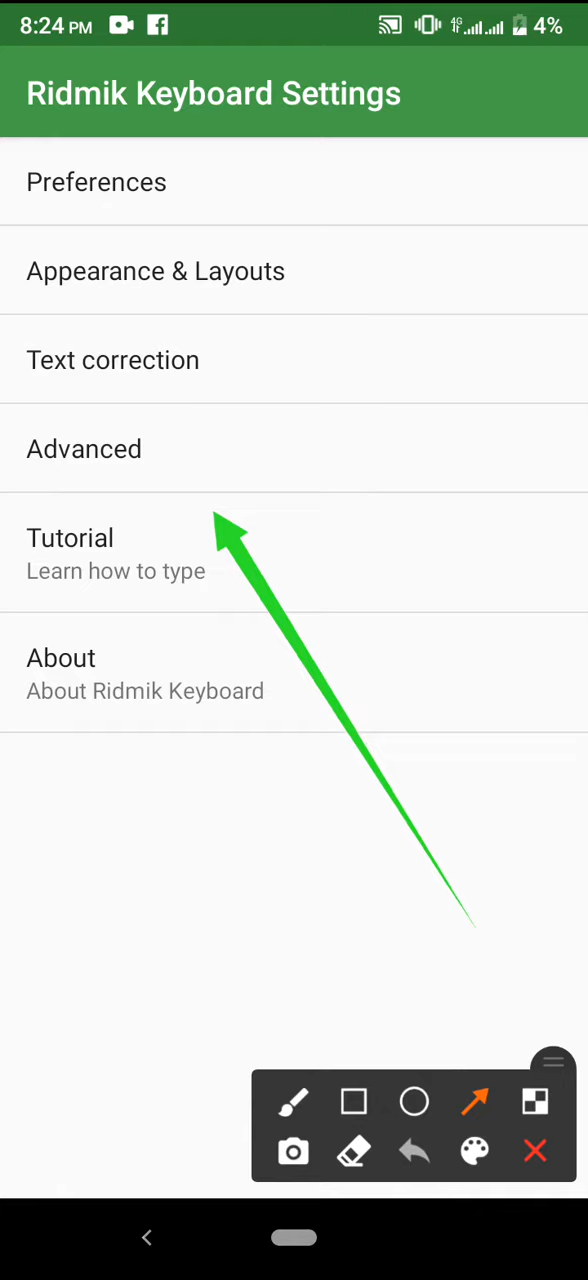 8:24 PM 4G 4%
Ridmik Keyboard Settings
Preferences
Appearance & Layouts
Text correction
Advanced
Tutorial
Learn how to type
About
About Ridmik Keyboard